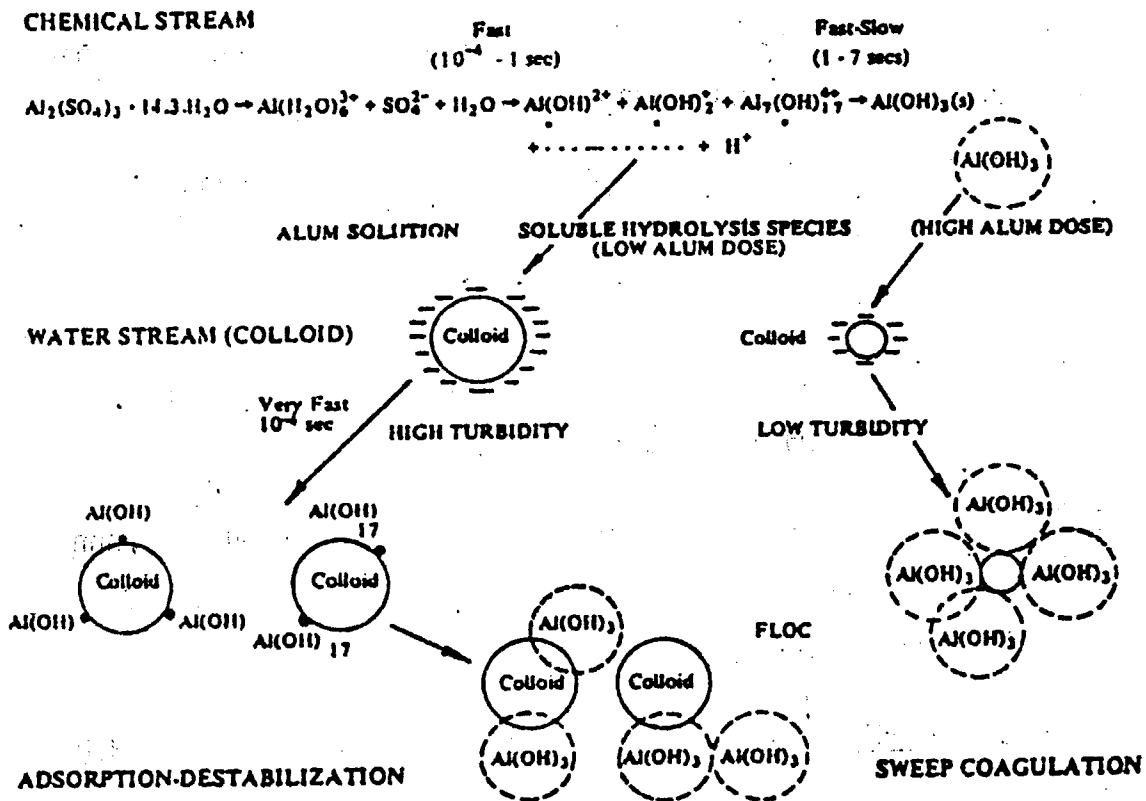 CHEMICAL STREAM
Fast
(10⁻⁴ - 1 sec)
Fast-Slow
(1 - 7 secs)
Al₂(SO₄)₃ · 14.3.H₂O → Al(H₂O)₆³⁺ + SO₄²⁻ + H₂O → Al(OH)²⁺ + Al(OH)₂⁺ + Al₇(OH)₁₇⁴⁺ → Al(OH)₃(s)
+ · · · · — · · · · · · · + H⁺
Al(OH)₃
ALUM SOLUTION
SOLUBLE HYDROLYSIS SPECIES
(LOW ALUM DOSE)
(HIGH ALUM DOSE)
WATER STREAM (COLLOID)
Colloid
Colloid
Very Fast
10⁻⁴ sec
HIGH TURBIDITY
LOW TURBIDITY
Al(OH)
Colloid
Al(OH)
Al(OH)
Al(OH)
17
Colloid
Al(OH)
17
Al(OH)₃
Al(OH)₃
Al(OH)₃
Al(OH)₃
Al(OH)₃
Colloid
Colloid
Al(OH)₃
Al(OH)₃
Al(OH)₃
FLOC
ADSORPTION-DESTABILIZATION
SWEEP COAGULATION